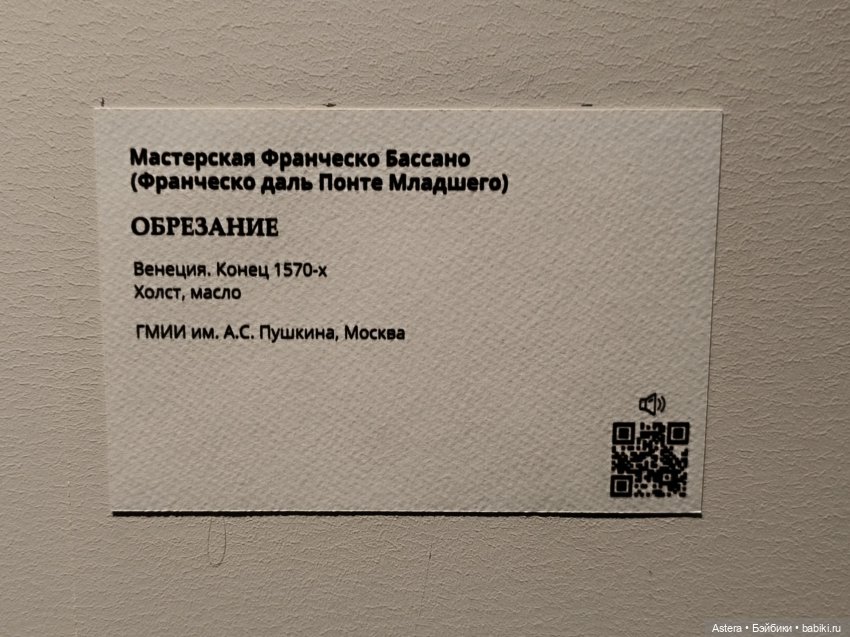 Мастерская Франческо Бассано
(Франческо даль Понте Младшего)
ОБРЕЗАНИЕ
Венеция. Конец 1570-х
Холст, масло
ГМИИ им. А.С. Пушкина, Москва
Astera • Бэйбики • babiki.ru